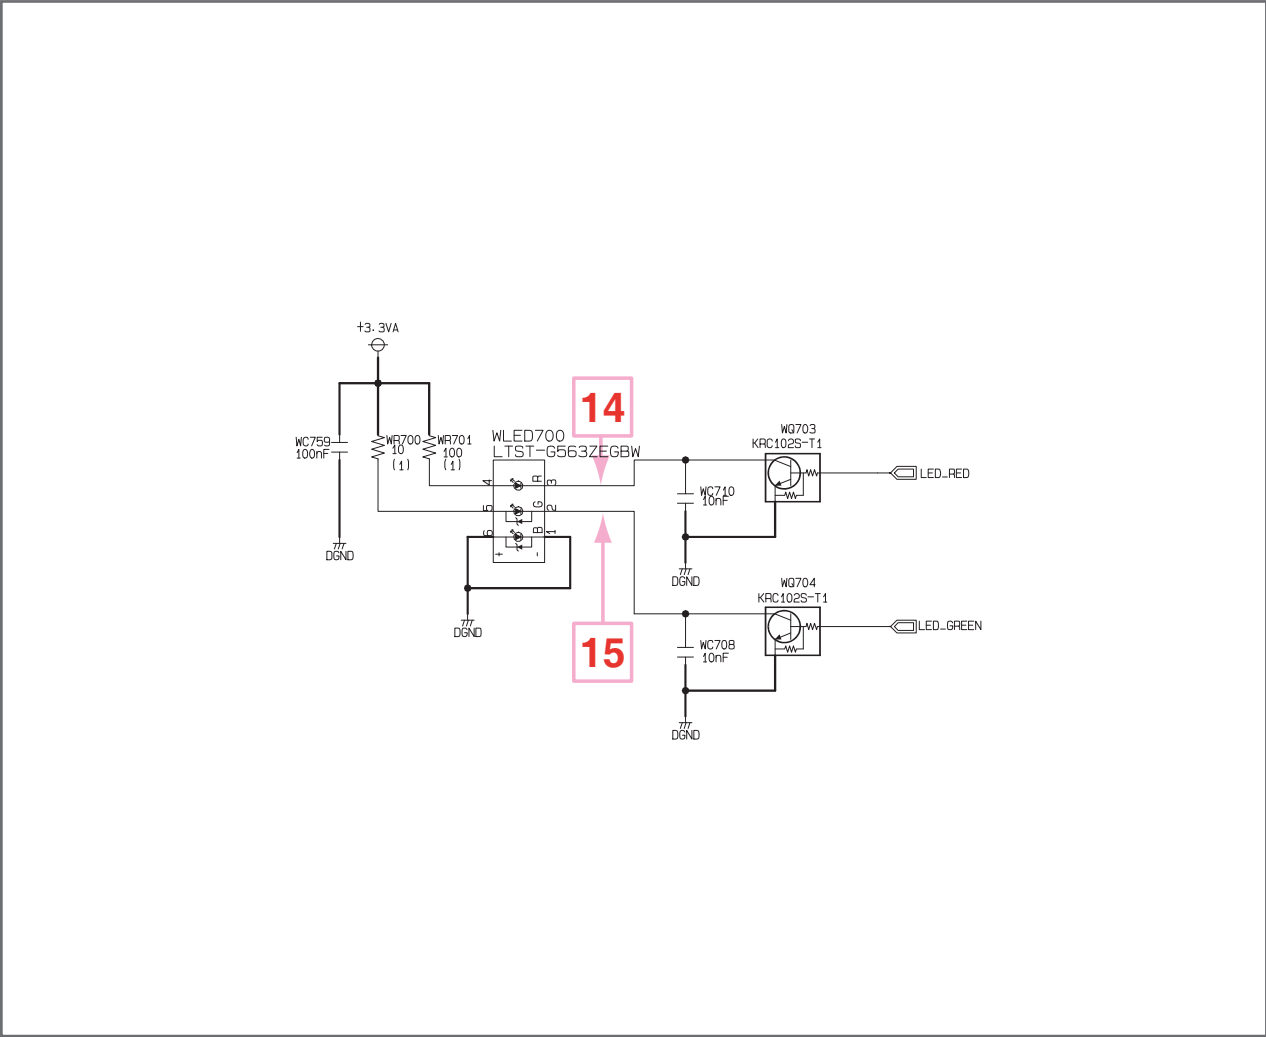 +3.3VA
14
WQ703
KRC102S-T1
WC759
100nF
WR700
10
(1)
WR701
100
(1)
WLED700
LTST-G563ZEGBW
4
R
3
5
G
2
6
B
1
+
-
LED_RED
WC710
10nF
DGND
DGND
DGND
WQ704
KRC102S-T1
LED_GREEN
15
WC708
10nF
DGND